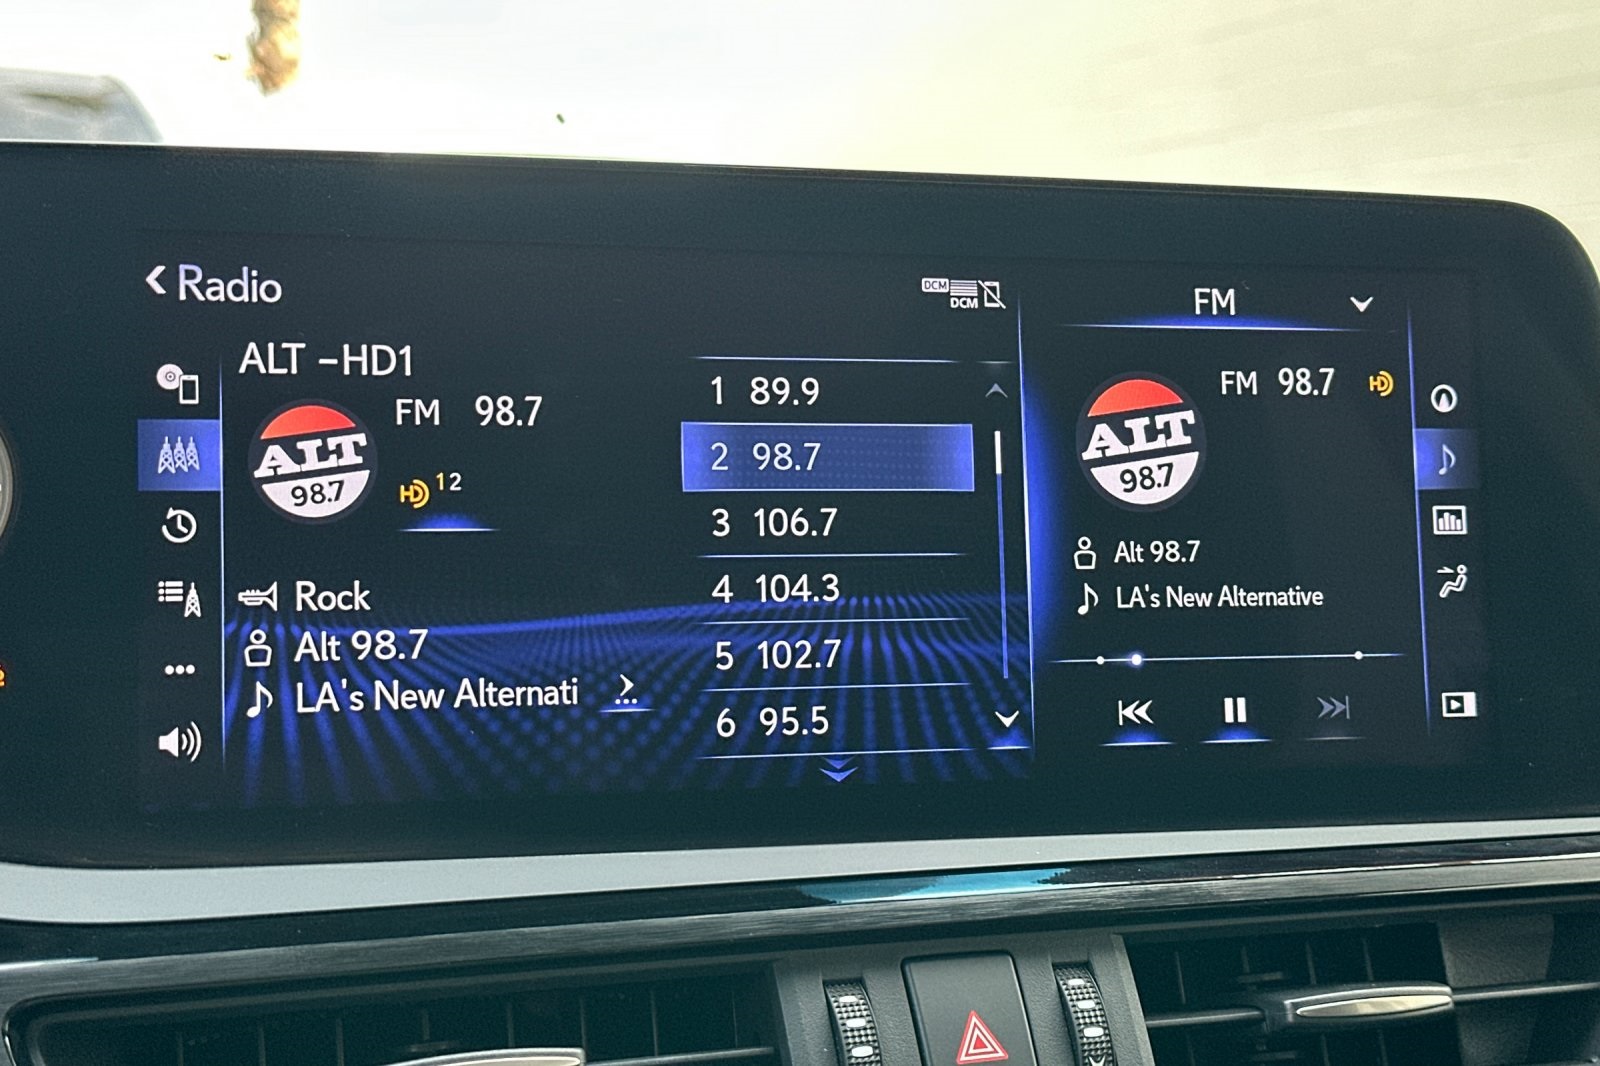 Radio
DCM
DCM
ALT -HD1
ALT
98.7
FM 98.7
HD 1 2
Rock
Alt 98.7
LA's New Alternati
1 89.9
2 98.7
3 106.7
4 104.3
5 102.7
6 95.5
FM
ALT
98.7
FM 98.7 HD
Alt 98.7
LA's New Alternative